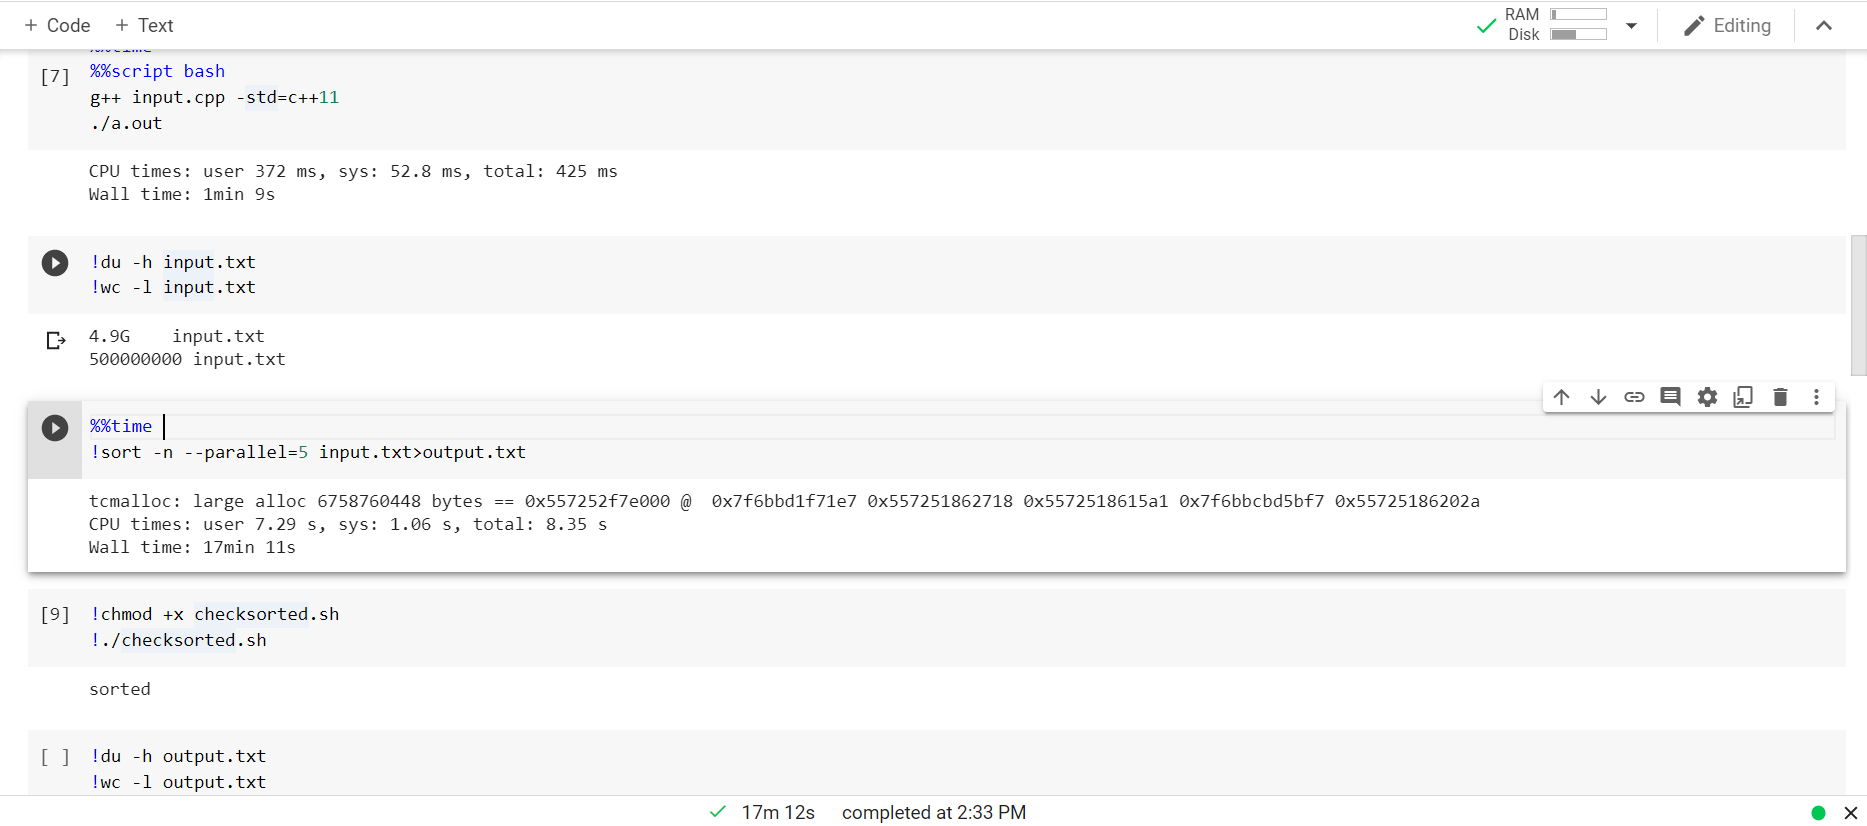 + Code + Text
RAM
Disk
Editing
%%time
[7] %%script bash
g++ input.cpp -std=c++11
./a.out
CPU times: user 372 ms, sys: 52.8 ms, total: 425 ms
Wall time: 1min 9s
!du -h input.txt
!wc -l input.txt
4.9G    input.txt
500000000 input.txt
%%time
!sort -n --parallel=5 input.txt>output.txt
tcmalloc: large alloc 6758760448 bytes == 0x557252f7e000 @  0x7f6bbd1f71e7 0x557251862718 0x5572518615a1 0x7f6bbcbd5bf7 0x55725186202a
CPU times: user 7.29 s, sys: 1.06 s, total: 8.35 s
Wall time: 17min 11s
[9] !chmod +x checksorted.sh
!./checksorted.sh
sorted
[ ] !du -h output.txt
!wc -l output.txt
17m 12s completed at 2:33 PM